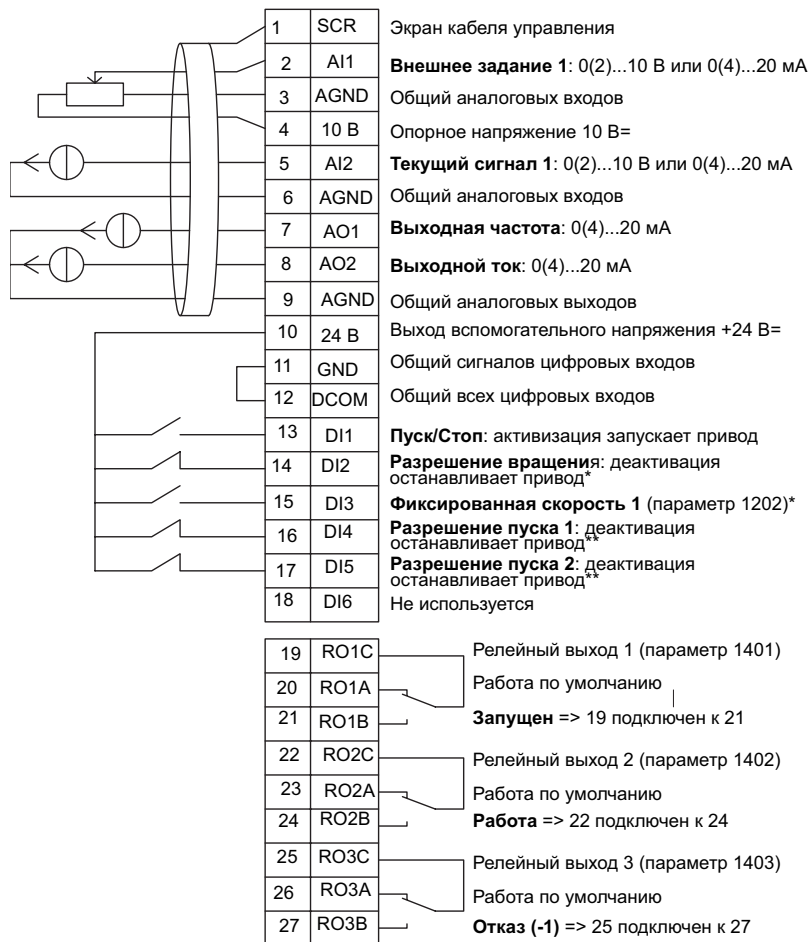 1 SCR Экран кабеля управления
2 AI1 Внешнее задание 1: 0(2)...10 В или 0(4)...20 мА
3 AGND Общий аналоговых входов
4 10 В Опорное напряжение 10 В=
5 AI2 Текущий сигнал 1: 0(2)...10 В или 0(4)...20 мА
6 AGND Общий аналоговых входов
7 AO1 Выходная частота: 0(4)...20 мА
8 AO2 Выходной ток: 0(4)...20 мА
9 AGND Общий аналоговых выходов
10 24 В Выход вспомогательного напряжения +24 В=
11 GND Общий сигналов цифровых входов
12 DCOM Общий всех цифровых входов
13 DI1 Пуск/Стоп: активизация запускает привод
14 DI2 Разрешение вращения: деактивация
останавливает привод*
15 DI3 Фиксированная скорость 1 (параметр 1202)*
16 DI4 Разрешение пуска 1: деактивация
останавливает привод**
17 DI5 Разрешение пуска 2: деактивация
останавливает привод**
18 DI6 Не используется
19 RO1C Релейный выход 1 (параметр 1401)
20 RO1A Работа по умолчанию
21 RO1B Запущен => 19 подключен к 21
22 RO2C Релейный выход 2 (параметр 1402)
23 RO2A Работа по умолчанию
24 RO2B Работа => 22 подключен к 24
25 RO3C Релейный выход 3 (параметр 1403)
26 RO3A Работа по умолчанию
27 RO3B Отказ (-1) => 25 подключен к 27